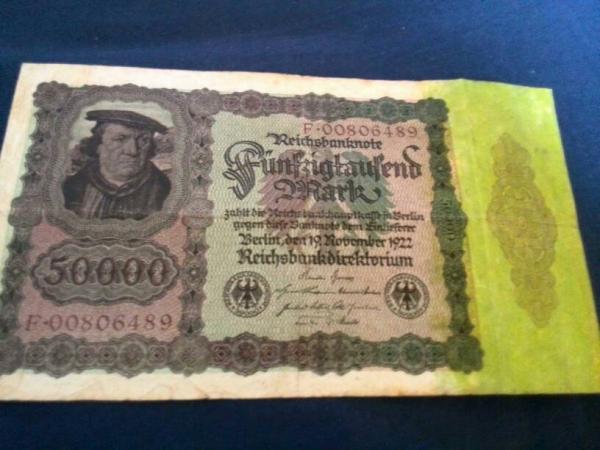 F·00806489
Reichsbanknote
Fünfzigtausend
Mark
zahlt die Reichsbankhauptkasse in Berlin
gegen diese Banknote dem Einlieferer
Berlin, den 19. November 1922
Reichsbankdirektorium
50000
F·00806489